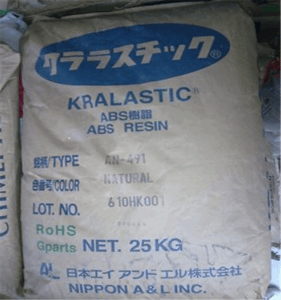 クララスチック®
KRALASTIC®
ABS樹脂
ABS RESIN
銘柄/TYPE AN-491
色番号/COLOR NATURAL
LOT. NO. 610HK001
RoHS
Gparts NET. 25KG
日本エイ アンド エル株式会社
NIPPON A&L INC.